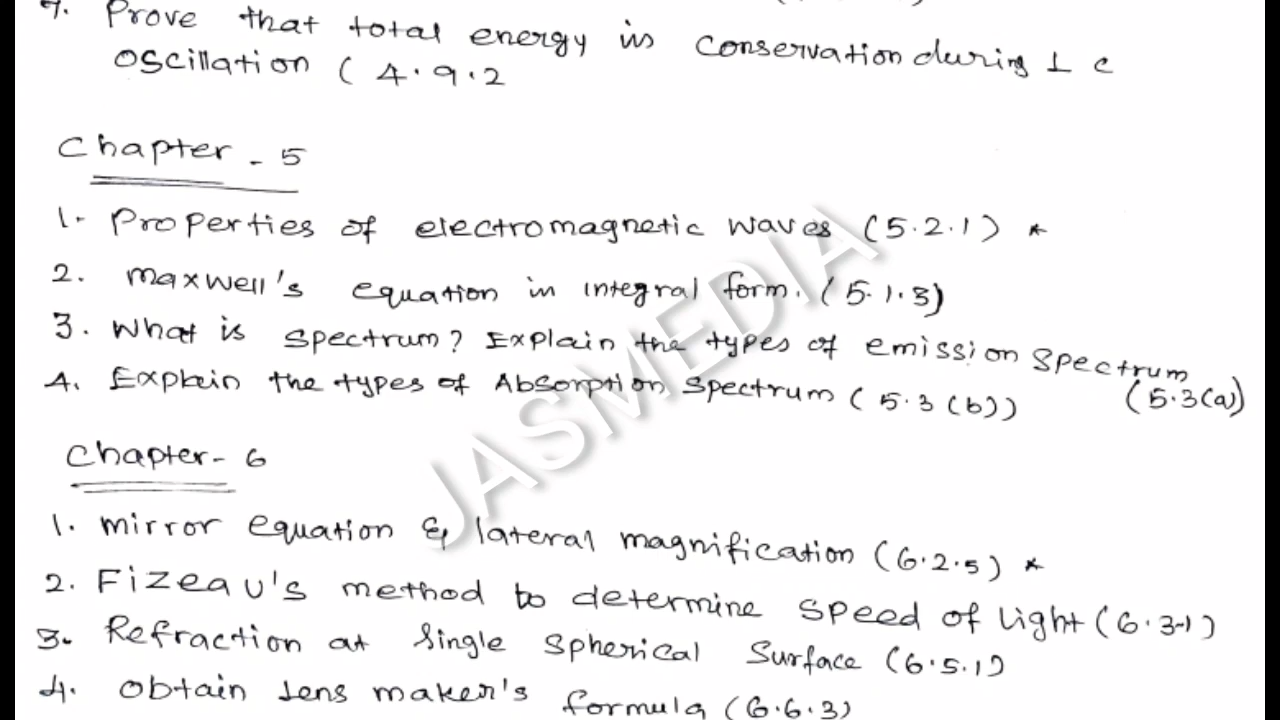 7. Prove that total energy is conservation during L C
Oscillation ( 4.9.2
Chapter - 5
1. Properties of electromagnetic waves (5.2.1) *
2. Maxwell's equation in integral form. (5.1.3)
3. What is spectrum? Explain the types of emission spectrum (5.3(a)
4. Explain the types of Absorption spectrum (5.3 (b))
Chapter - 6
1. mirror equation & lateral magnification (6.2.5) *
2. Fizeau's method to determine speed of light (6.3.1)
3. Refraction at single spherical surface (6.5.1)
4. obtain lens maker's formula (6.6.3)
JASMEDIA